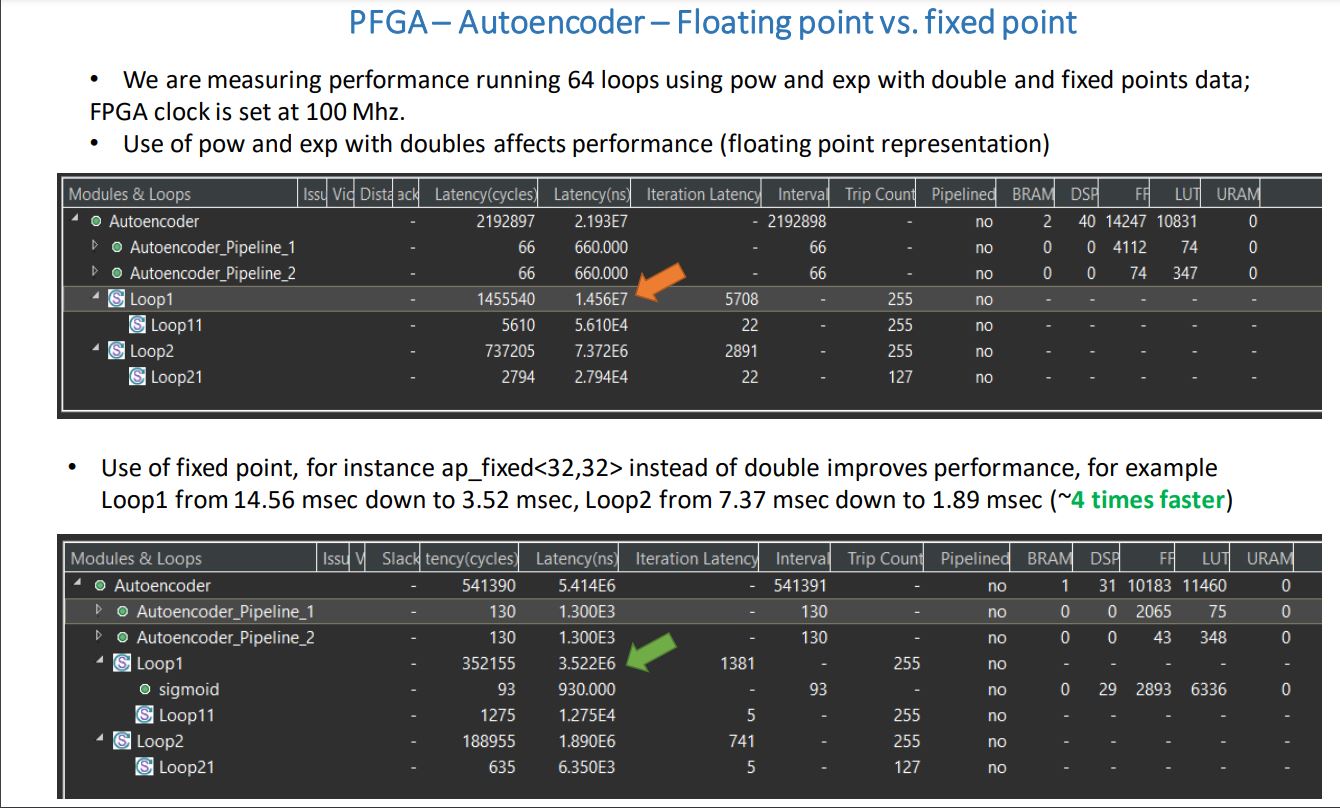 PFGA – Autoencoder – Floating point vs. fixed point
• We are measuring performance running 64 loops using pow and exp with double and fixed points data;
FPGA clock is set at 100 Mhz.
• Use of pow and exp with doubles affects performance (floating point representation)
Modules & Loops Issu Vic Dista ack Latency(cycles) Latency(ns) Iteration Latency Interval Trip Count Pipelined BRAM DSP FF LUT URAM
Autoencoder - 2192897 2.193E7 - 2192898 - no 2 40 14247 10831 0
Autoencoder_Pipeline_1 - 66 660.000 - 66 - no 0 0 4112 74 0
Autoencoder_Pipeline_2 - 66 660.000 - 66 - no 0 0 74 347 0
S Loop1 - 1455540 1.456E7 5708 - 255 no - - - - -
S Loop11 - 5610 5.610E4 22 - 255 no - - - - -
S Loop2 - 737205 7.372E6 2891 - 255 no - - - - -
S Loop21 - 2794 2.794E4 22 - 127 no - - - - -
• Use of fixed point, for instance ap_fixed<32,32> instead of double improves performance, for example
Loop1 from 14.56 msec down to 3.52 msec, Loop2 from 7.37 msec down to 1.89 msec (~4 times faster)
Modules & Loops Issu V Slack tency(cycles) Latency(ns) Iteration Latency Interval Trip Count Pipelined BRAM DSP FF LUT URAM
Autoencoder - 541390 5.414E6 - 541391 - no 1 31 10183 11460 0
Autoencoder_Pipeline_1 - 130 1.300E3 - 130 - no 0 0 2065 75 0
Autoencoder_Pipeline_2 - 130 1.300E3 - 130 - no 0 0 43 348 0
S Loop1 - 352155 3.522E6 1381 - 255 no - - - - -
sigmoid - 93 930.000 - 93 - no 0 29 2893 6336 0
S Loop11 - 1275 1.275E4 5 - 255 no - - - - -
S Loop2 - 188955 1.890E6 741 - 255 no - - - - -
S Loop21 - 635 6.350E3 5 - 127 no - - - - -